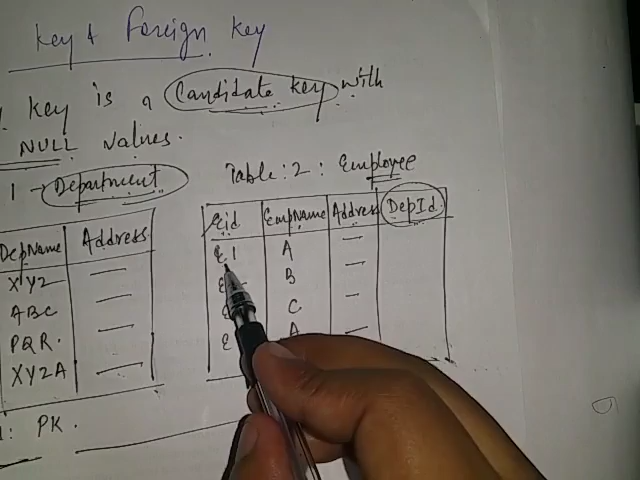 Key & Foreign Key
Key is a Candidate key with
NULL values.
1 - Department
Table : 2 : Employee
DepName Address
XYZ
ABC
PQR.
XYZA
Eid EmpName Address DepId
E1 A
B
C
E A
PK.